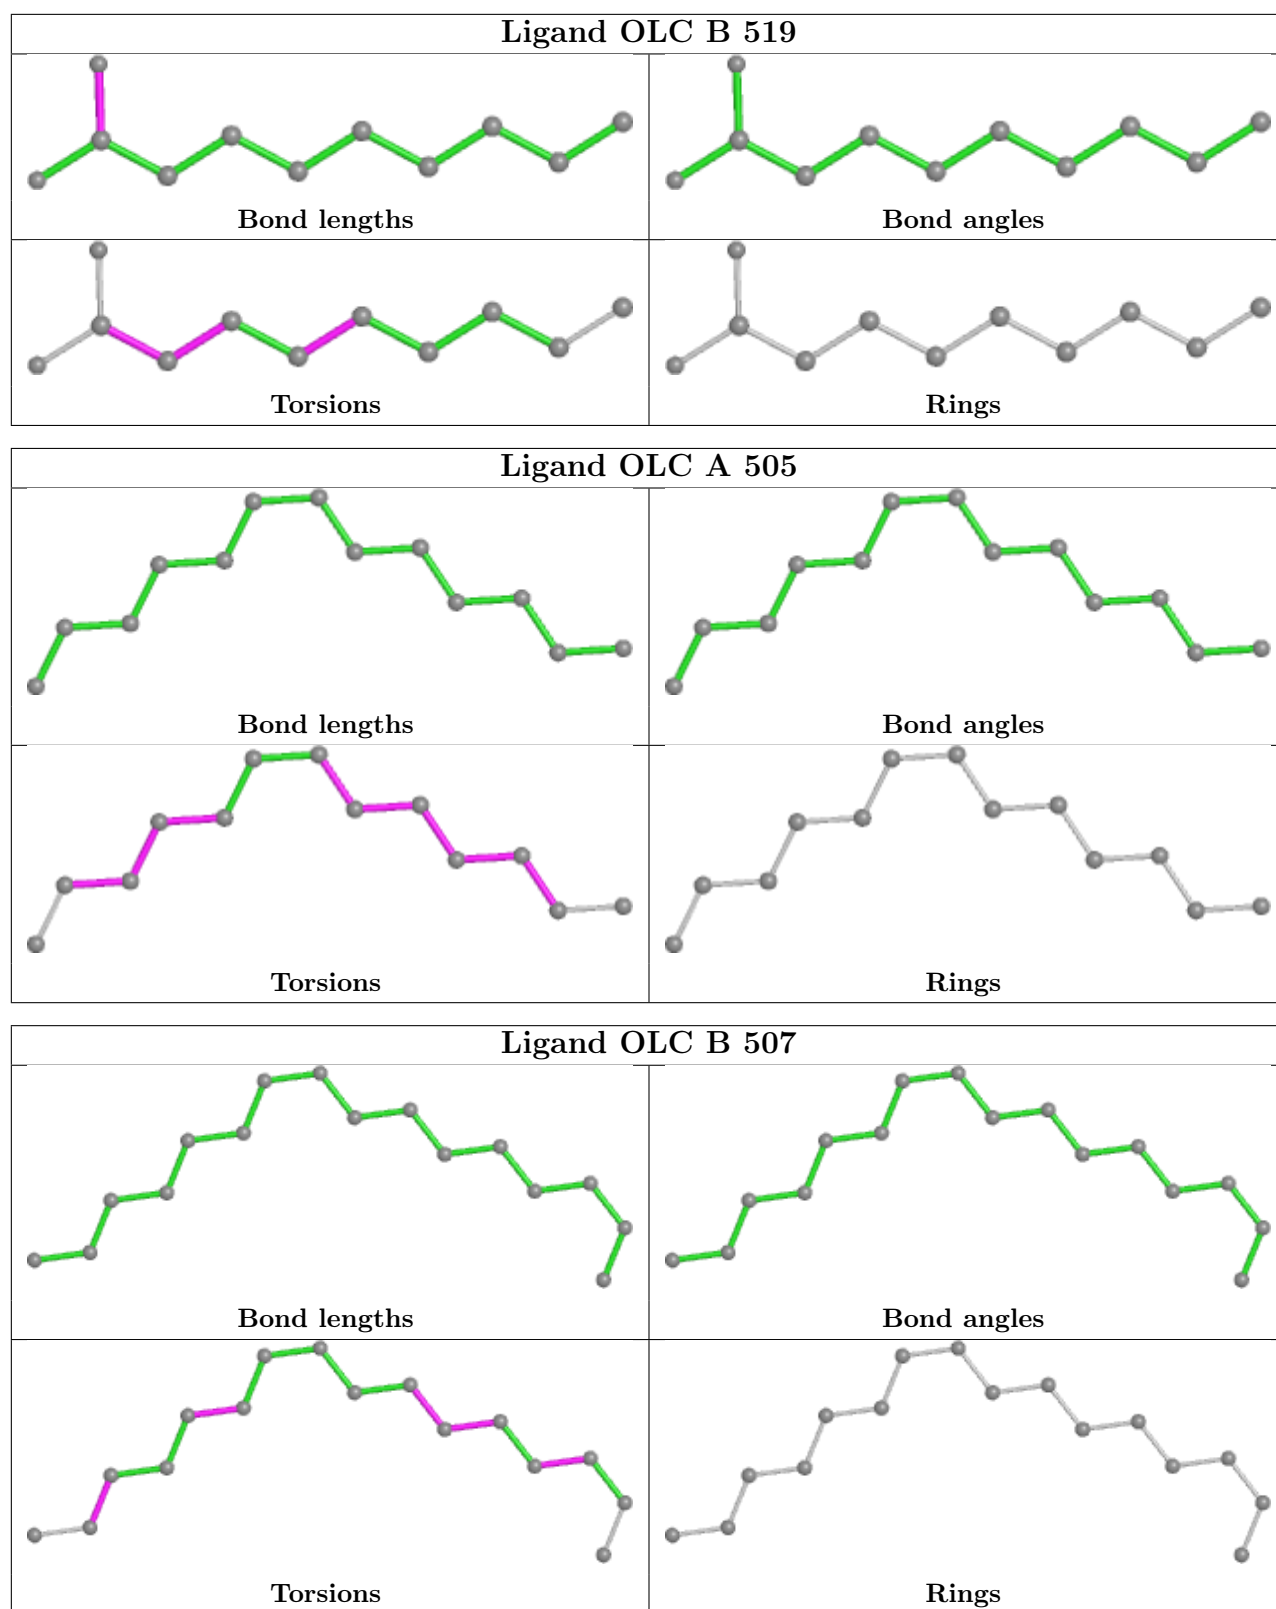 Ligand OLC B 519
Bond lengths
Bond angles
Torsions
Rings
Ligand OLC A 505
Bond lengths
Bond angles
Torsions
Rings
Ligand OLC B 507
Bond lengths
Bond angles
Torsions
Rings